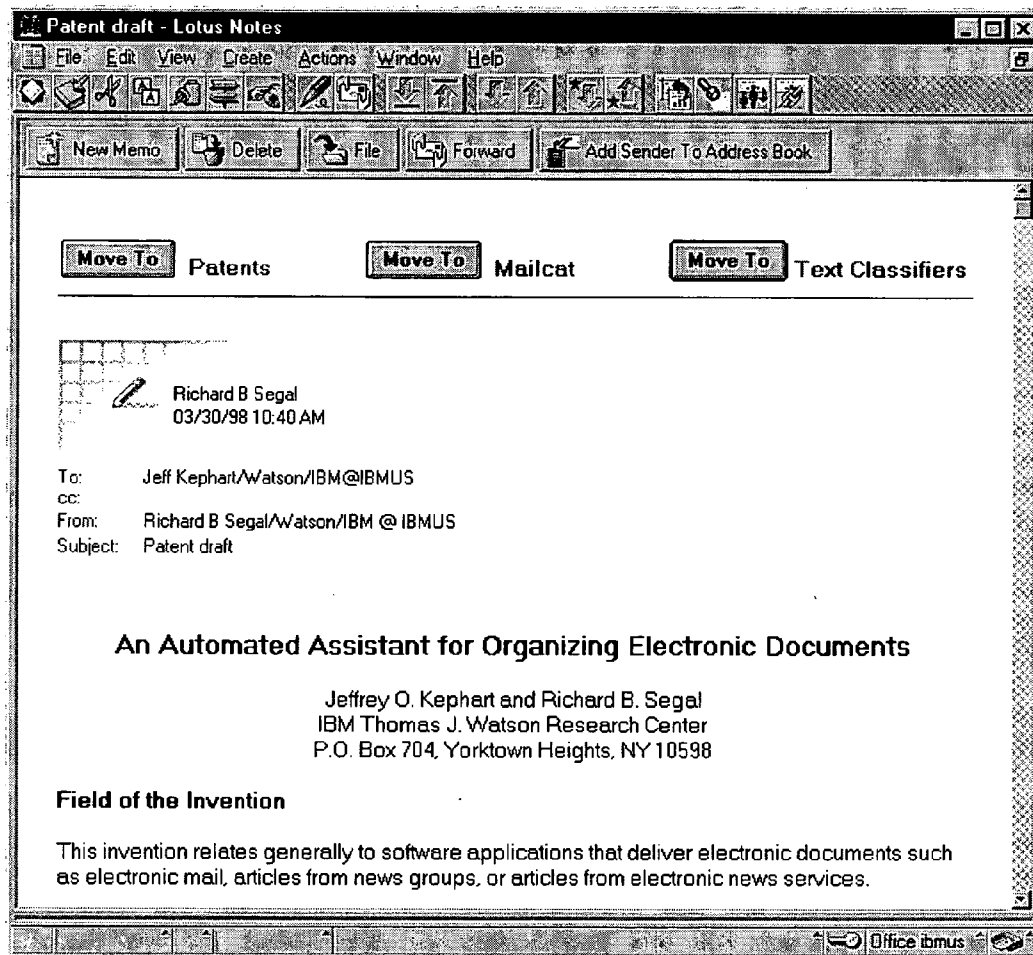 Patent draft - Lotus Notes
File Edit View Create Actions Window Help
New Memo Delete File Forward Add Sender To Address Book
Move To Patents Move To Mailcat Move To Text Classifiers
Richard B Segal
03/30/98 10:40 AM
To: Jeff Kephart/Watson/IBM@IBMUS
cc:
From: Richard B Segal/Watson/IBM @ IBMUS
Subject: Patent draft
An Automated Assistant for Organizing Electronic Documents
Jeffrey O. Kephart and Richard B. Segal
IBM Thomas J. Watson Research Center
P.O. Box 704, Yorktown Heights, NY 10598
Field of the Invention
This invention relates generally to software applications that deliver electronic documents such
as electronic mail, articles from news groups, or articles from electronic news services.
Office ibmus